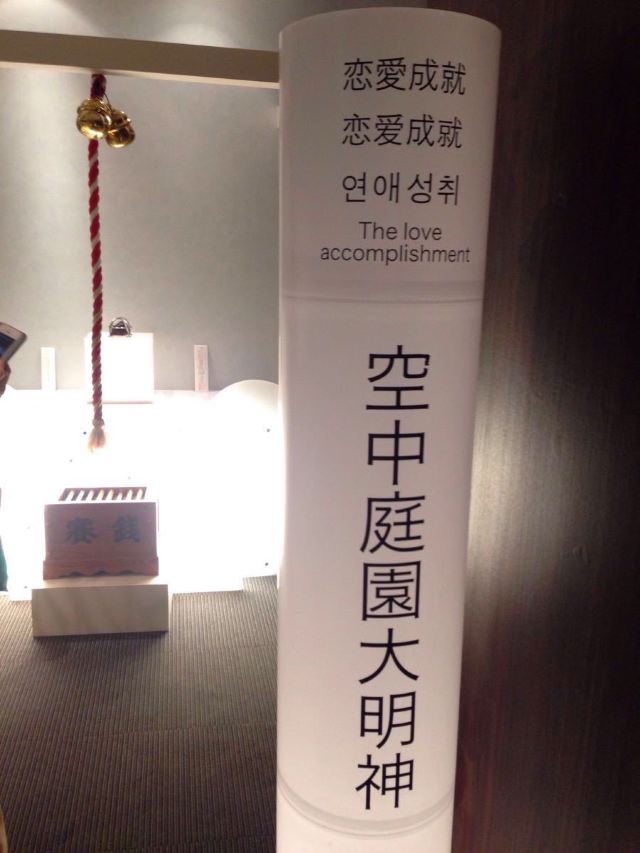 恋愛成就
恋爱成就
연애성취
The love
accomplishment
空中庭園大明神
賽銭